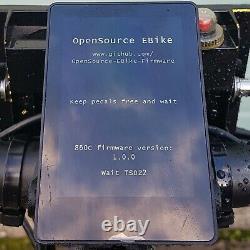 OpenSource EBike
www.github.com/
OpenSource-EBike-Firmware
Keep pedals free and wait
860C firmware version:
1.0.0
Wait TSDZ2